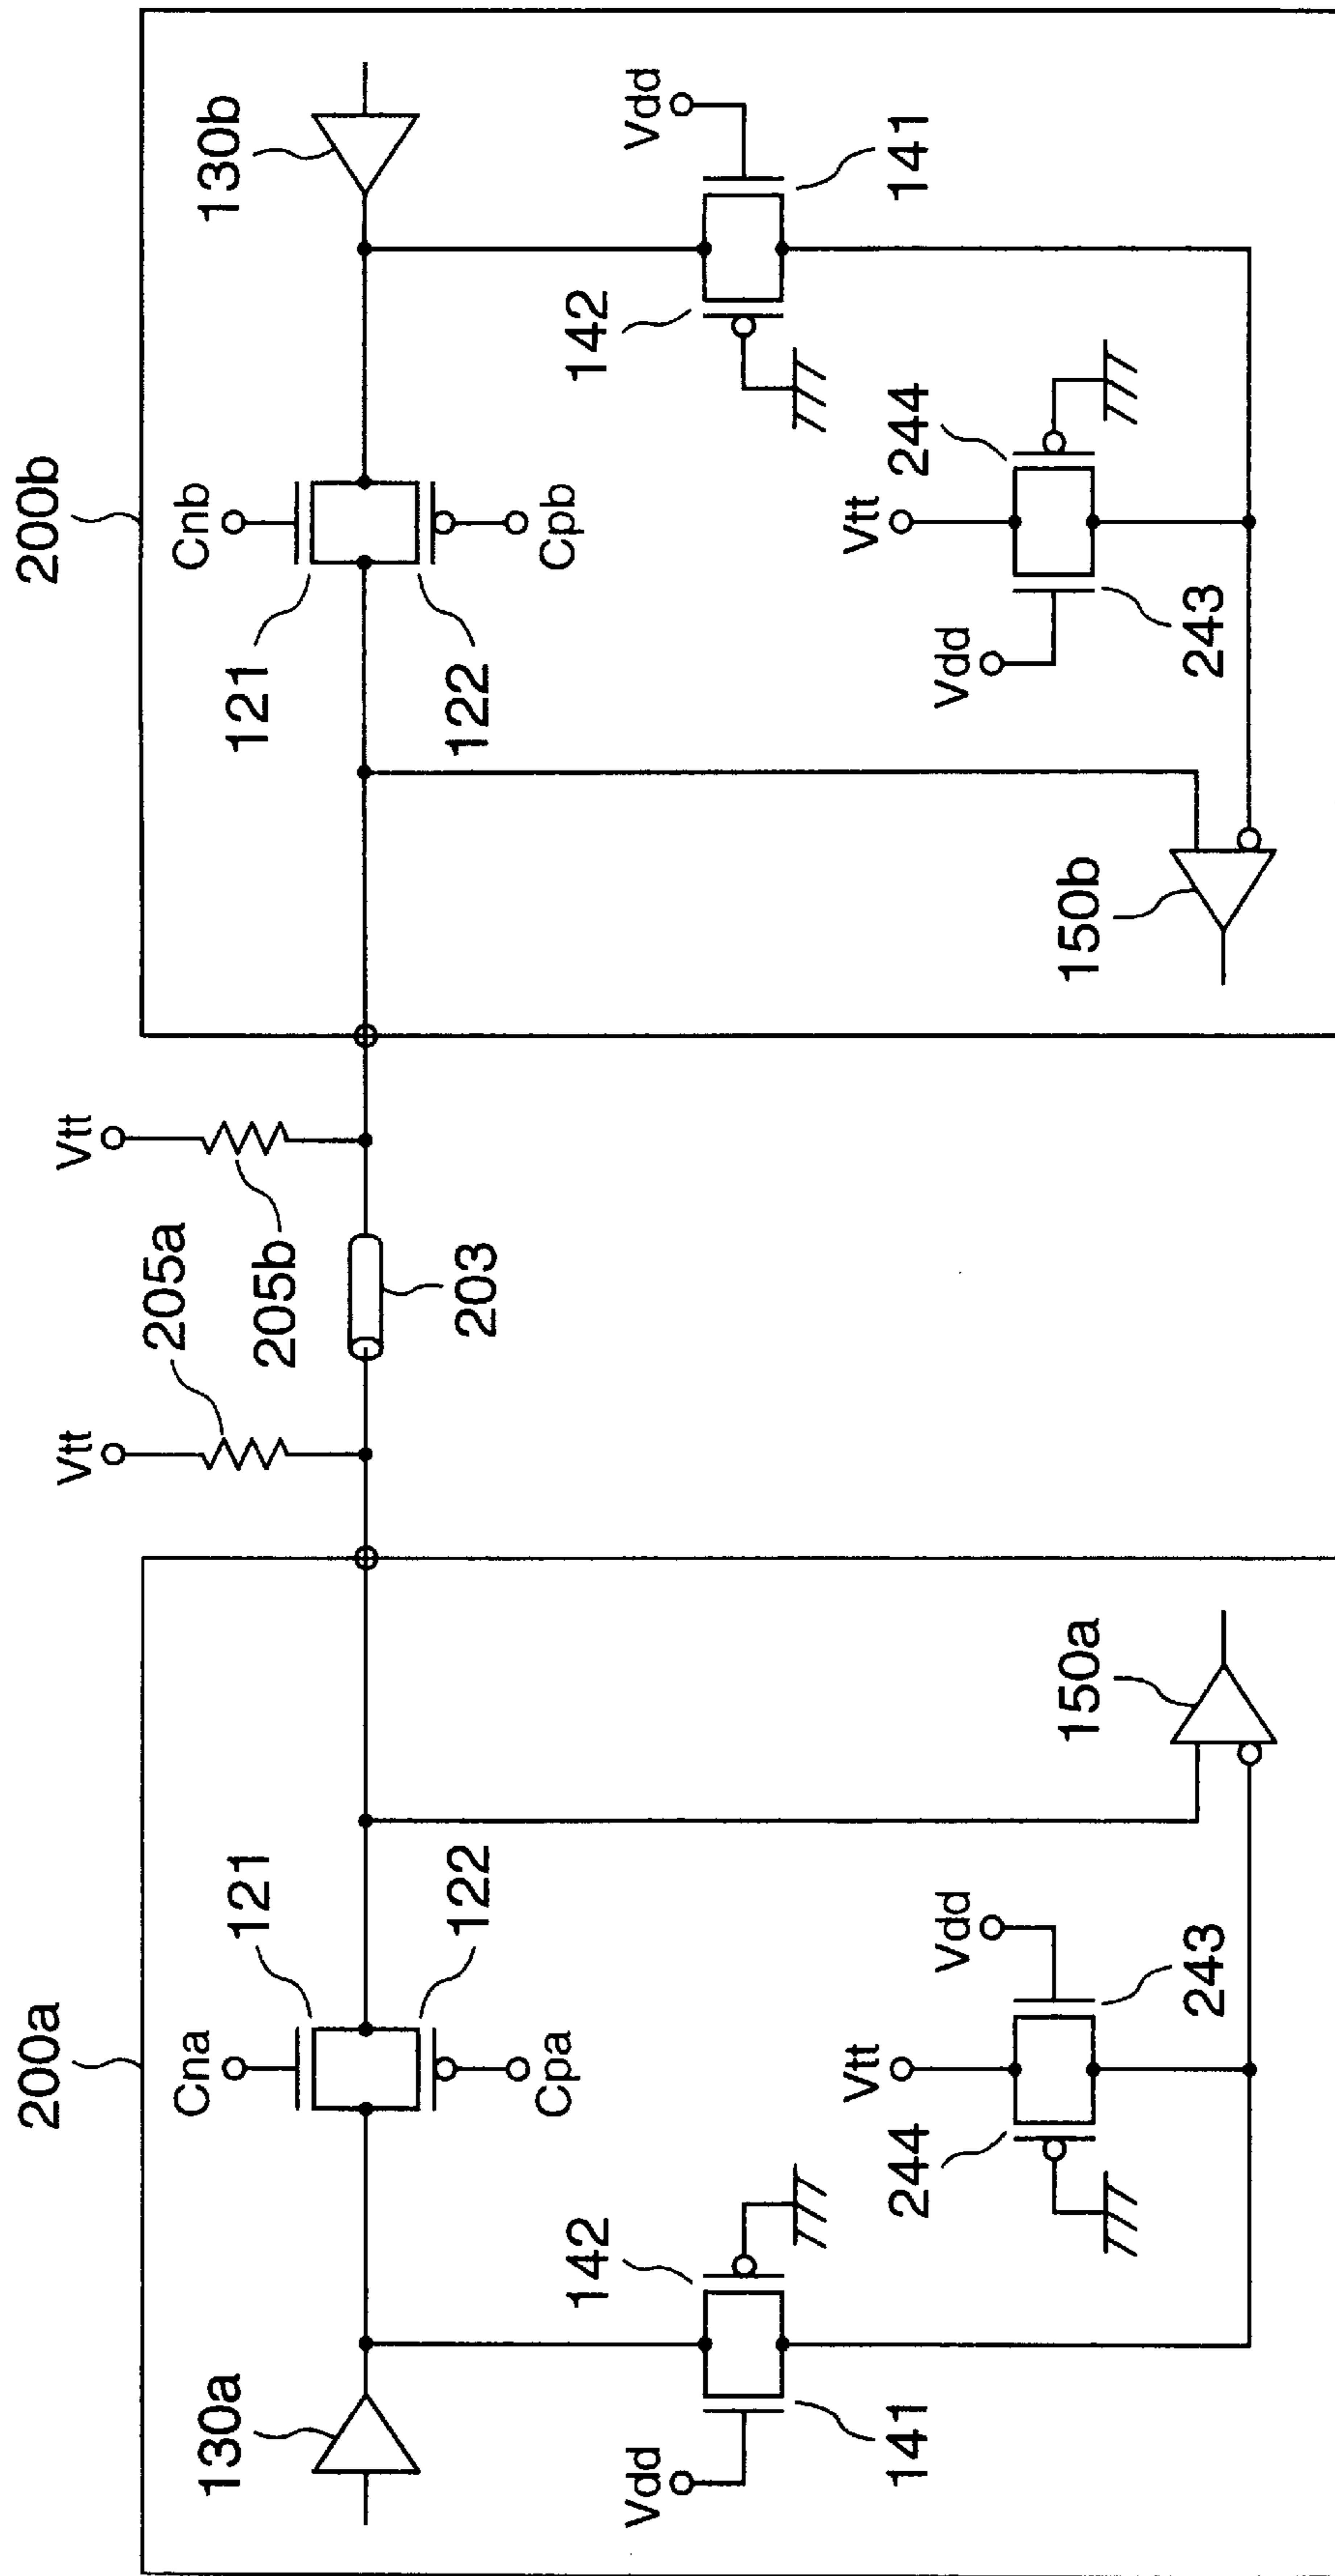 200a
200b
Vtt
Vtt
205a
205b
203
130a
Cna
121
122
Cpa
Vdd
142
141
Vtt
Vdd
244
243
150a
Cnb
121
122
Cpb
130b
Vdd
142
141
Vtt
Vdd
244
243
150b